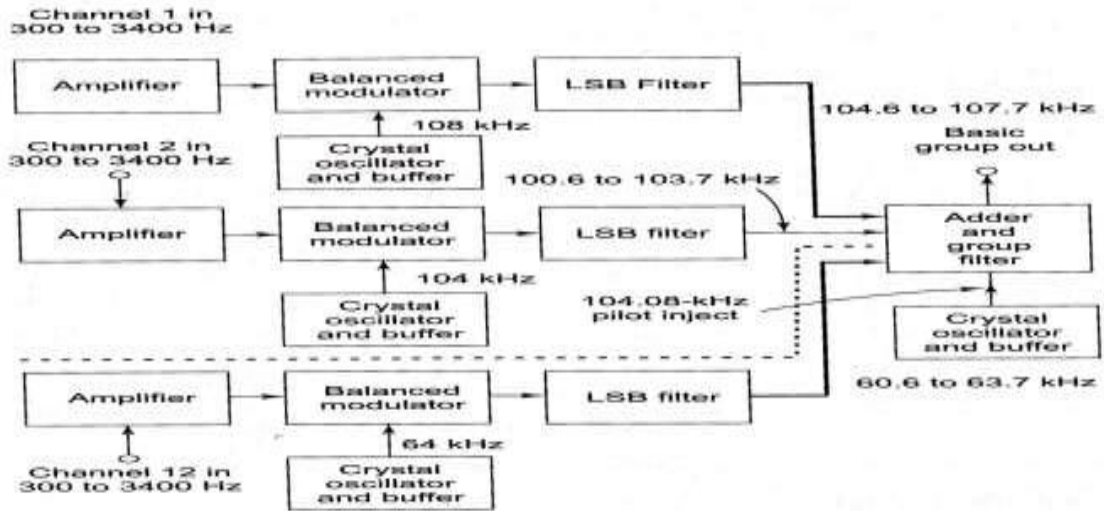 Channel 1 in
300 to 3400 Hz
Amplifier
Balanced
modulator
LSB Filter
108 kHz
Crystal
oscillator
and buffer
104.6 to 107.7 kHz
Basic
group out
Channel 2 in
300 to 3400 Hz
100.6 to 103.7 kHz
Amplifier
Balanced
modulator
LSB filter
Adder
and
group
filter
104 kHz
Crystal
oscillator
and buffer
104.08-kHz
pilot inject
Crystal
oscillator
and buffer
60.6 to 63.7 kHz
Amplifier
Balanced
modulator
LSB filter
64 kHz
Channel 12 in
300 to 3400 Hz
Crystal
oscillator
and buffer